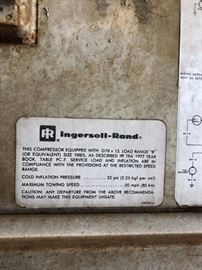 IR Ingersoll-Rand
THIS COMPRESSOR EQUIPPED WITH G78 x 15, LOAD RANGE "B"
(OR EQUIVALENT) SIZE TIRES, AS DESCRIBED IN TRA 1972 YEAR
BOOK, TABLE PC-7. SERVICE LOAD AND INFLATION ARE IN
COMPLIANCE WITH THE PROVISIONS AT THE RESTRICTED SPEED
RANGE.
COLD INFLATION PRESSURE 32 psi (2.25 kgf per cm²)
MAXIMUM TOWING SPEED 50 mph (80 km)
CAUTION: ANY DEPARTURE FROM THE ABOVE RECOMMENDA-
TIONS MAY MAKE THIS EQUIPMENT UNSAFE.